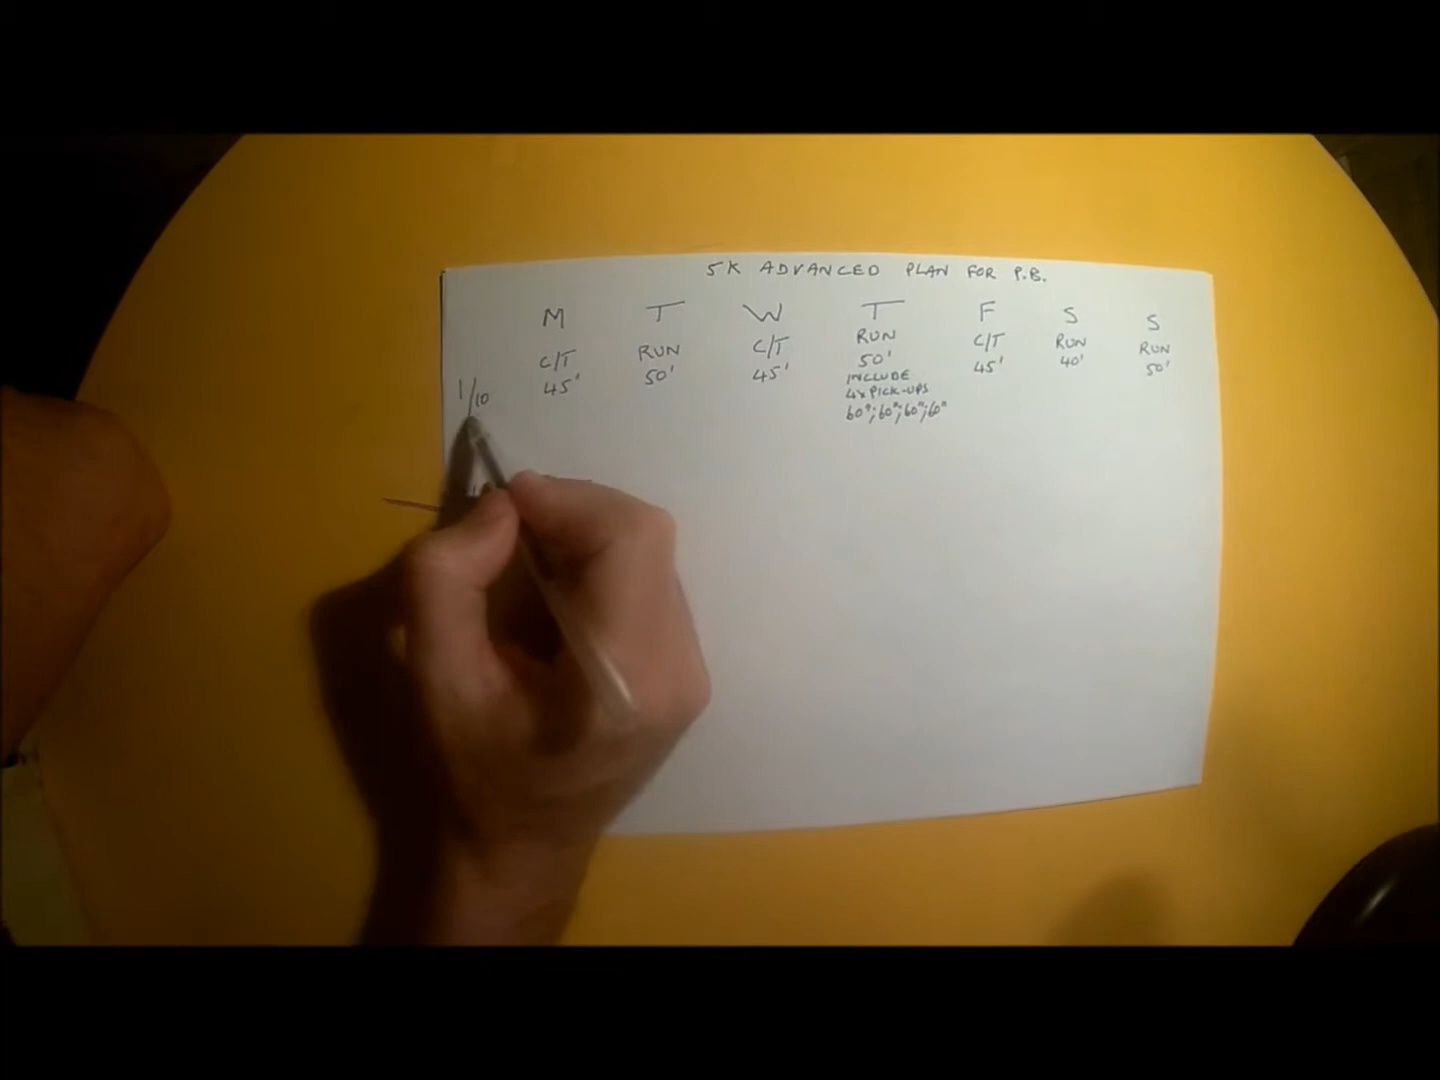 5K ADVANCED PLAN FOR P.B.
M T W T F S S
C/T RUN C/T RUN C/T RUN RUN
45' 50' 45' 50' 45' 40' 50'
INCLUDE
4x PICK-UPS
60"; 60"; 60"; 60"
1/10